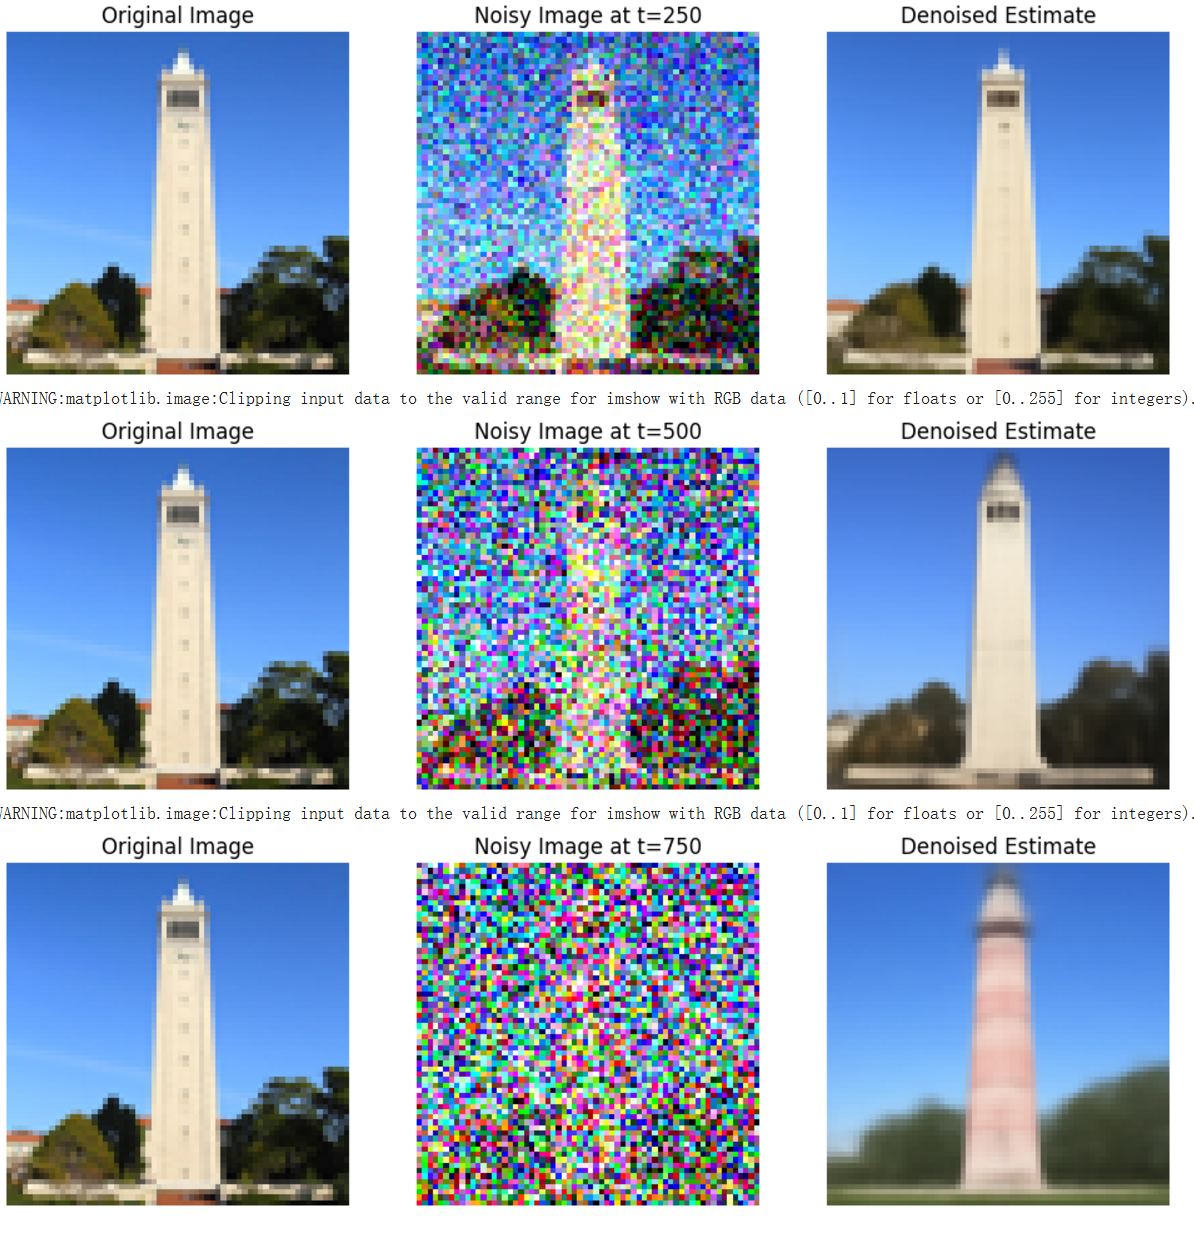 Original Image Noisy Image at t=250 Denoised Estimate
WARNING:matplotlib.image:Clipping input data to the valid range for imshow with RGB data ([0..1] for floats or [0..255] for integers).
Original Image Noisy Image at t=500 Denoised Estimate
WARNING:matplotlib.image:Clipping input data to the valid range for imshow with RGB data ([0..1] for floats or [0..255] for integers).
Original Image Noisy Image at t=750 Denoised Estimate